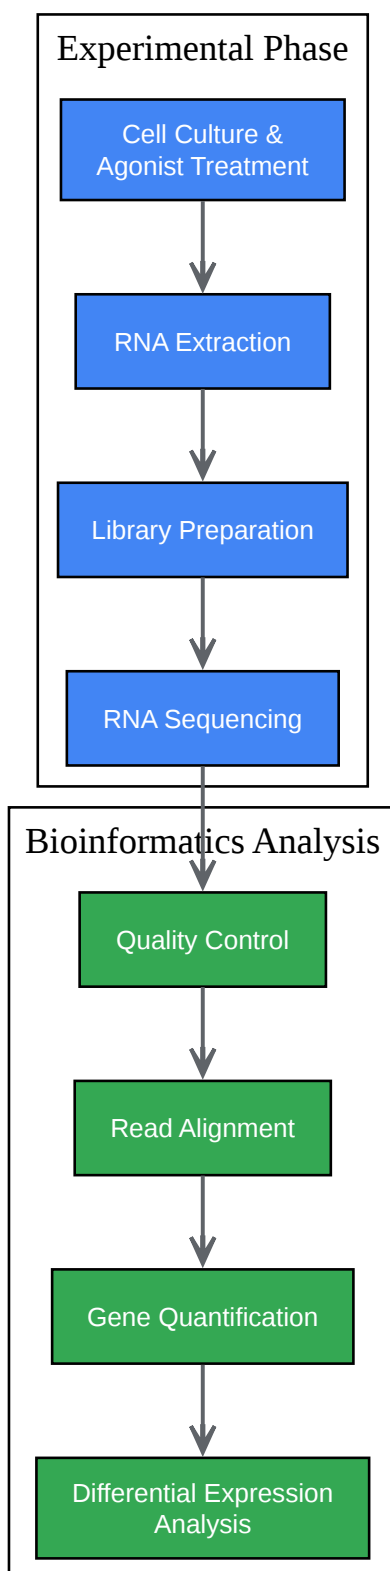 Experimental Phase
Cell Culture &
Agonist Treatment
RNA Extraction
Library Preparation
RNA Sequencing
Bioinformatics Analysis
Quality Control
Read Alignment
Gene Quantification
Differential Expression
Analysis